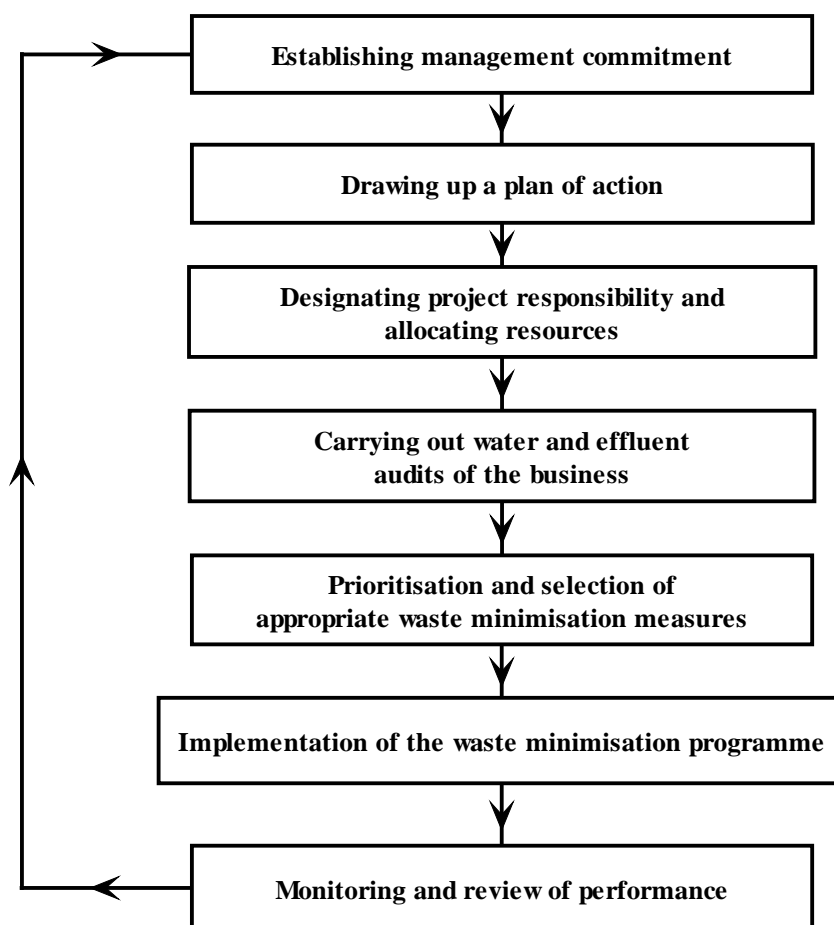 Establishing management commitment
Drawing up a plan of action
Designating project responsibility and
allocating resources
Carrying out water and effluent
audits of the business
Prioritisation and selection of
appropriate waste minimisation measures
Implementation of the waste minimisation programme
Monitoring and review of performance